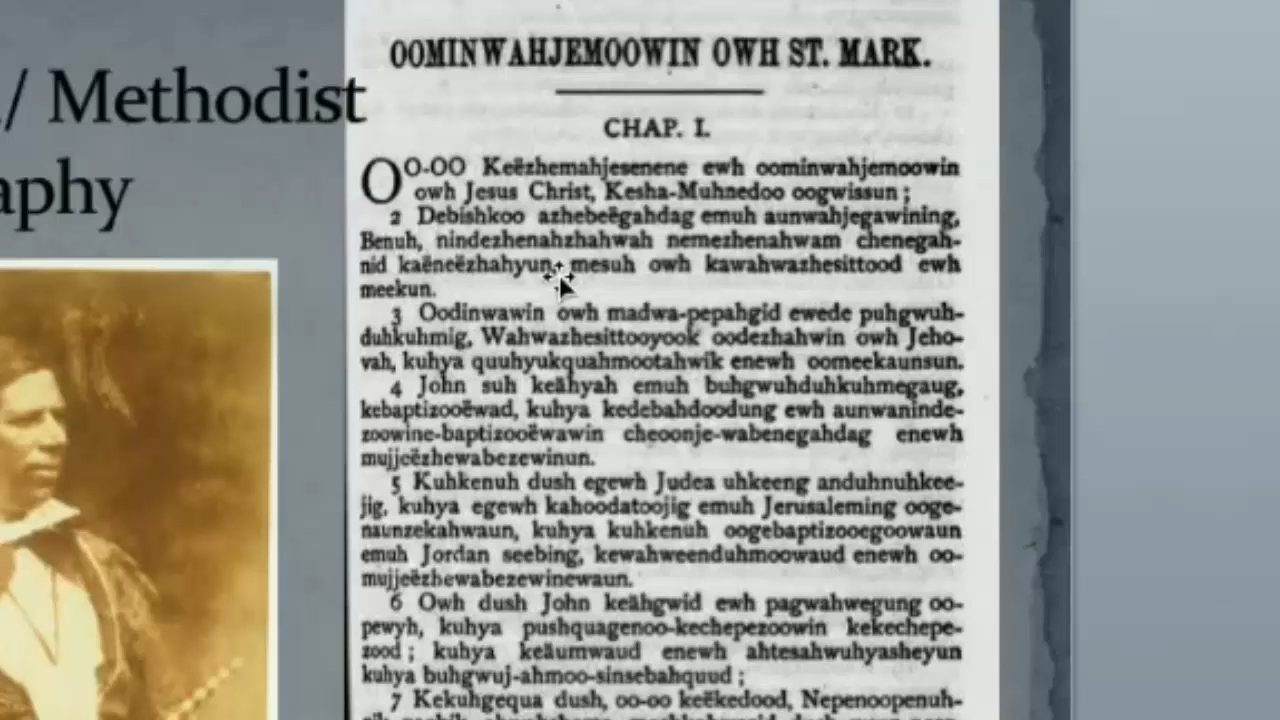 / Methodist
aphy
OOMINWAHJEMOOWIN OWH ST. MARK.
CHAP. I.
OO-OO Keëzhemahjesenene ewh oominwahjemoowin
owh Jesus Christ, Kesha-Muhnedoo oogwissun;
2 Debishkoo azhebeëgahdag emuh aunwahjegawining,
Benuh, nindezhenahzhahwah nemezhenahwam chenegah-
nid kaëneëzhahyun, mesuh owh kawahwazhesittood ewh
meekun.
3 Oodinwawin owh madwa-pepahgid ewede puhgwuh-
duhkuhmig, Wahwazhesittooyook oodezhahwin owh Jeho-
vah, kuhya quuhyukquahmootahwik enewh oomeekaunsun.
4 John suh keähyah emuh buhgwuhduhkuhmegaug,
kebaptizooëwad, kuhya kedebahdoodung ewh aunwaninde-
zoowine-baptizooëwawin cheoonje-wabenegahdag enewh
mujjeëzhewabezewinun.
5 Kuhkenuh dush egewh Judea uhkeeng anduhnuhkee-
jig, kuhya egewh kahoodatoojig emuh Jerusaleming ooge-
naunzekahwaun, kuhya kuhkenuh oogebaptizooegoowaun
emuh Jordan seebing, kewahweenduhmoowaud enewh oo-
mujjeëzhewabezewinewaun.
6 Owh dush John keähgwid ewh pagwahwegung oo-
pewyh, kuhya pushquagenoo-kechepezoowin kekechepe-
zood; kuhya keäumwaud enewh ahtesahwuhyasheyun
kuhya buhgwuj-ahmoo-sinsebahquud;
7 Kekuhgequa dush, oo-oo keëkedood, Nepenoopenuh-